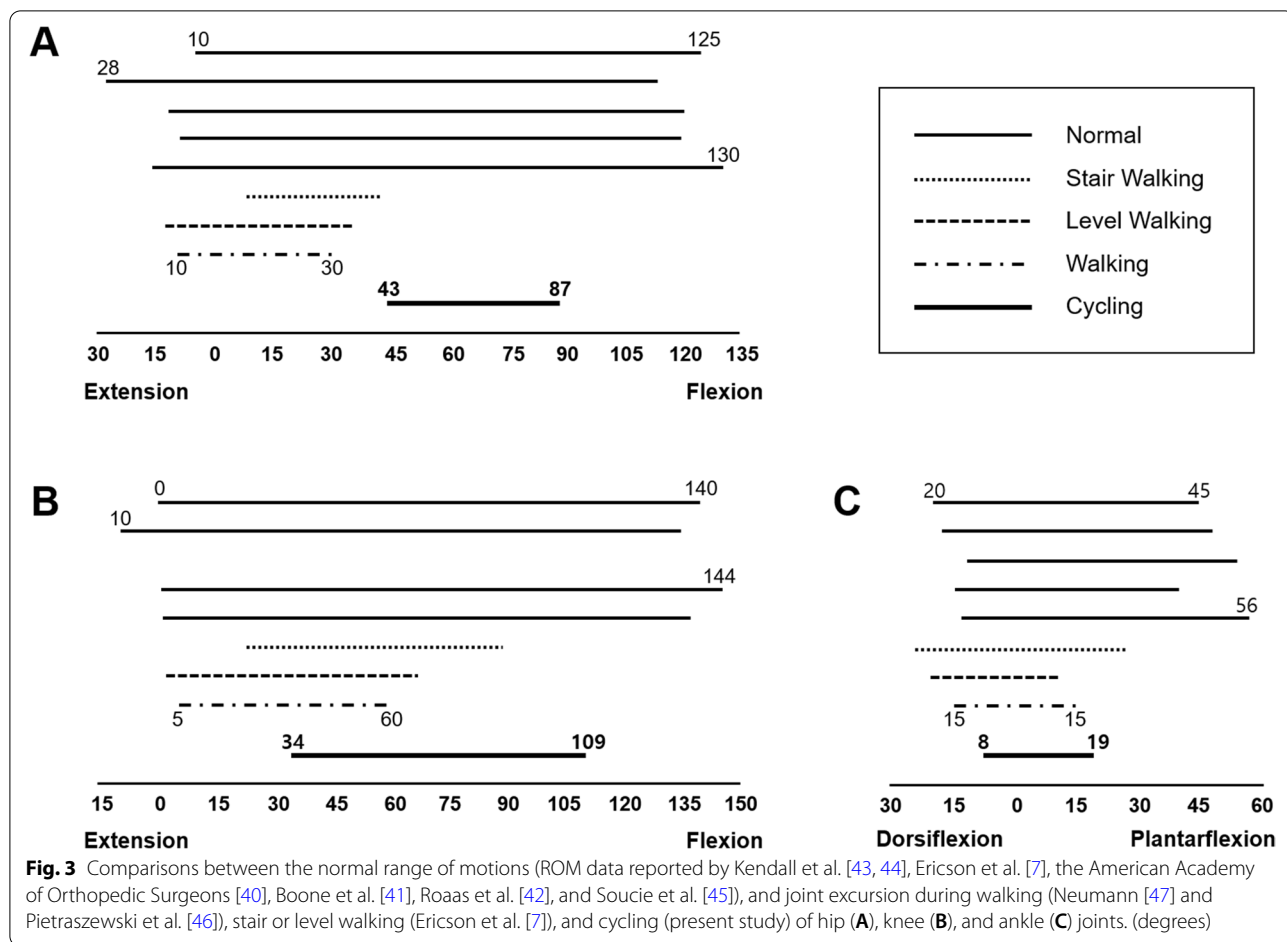 A
10 125
28
130
10 30
43 87
30 15 0 15 30 45 60 75 90 105 120 135
Extension Flexion
Normal
Stair Walking
Level Walking
Walking
Cycling
B
0 140
10
144
5 60
34 109
15 0 15 30 45 60 75 90 105 120 135 150
Extension Flexion
C
20 45
56
15 15
8 19
30 15 0 15 30 45 60
Dorsiflexion Plantarflexion
Fig. 3 Comparisons between the normal range of motions (ROM data reported by Kendall et al. [43, 44], Ericson et al. [7], the American Academy
of Orthopedic Surgeons [40], Boone et al. [41], Roaas et al. [42], and Soucie et al. [45]), and joint excursion during walking (Neumann [47] and
Pietraszewski et al. [46]), stair or level walking (Ericson et al. [7]), and cycling (present study) of hip (A), knee (B), and ankle (C) joints. (degrees)